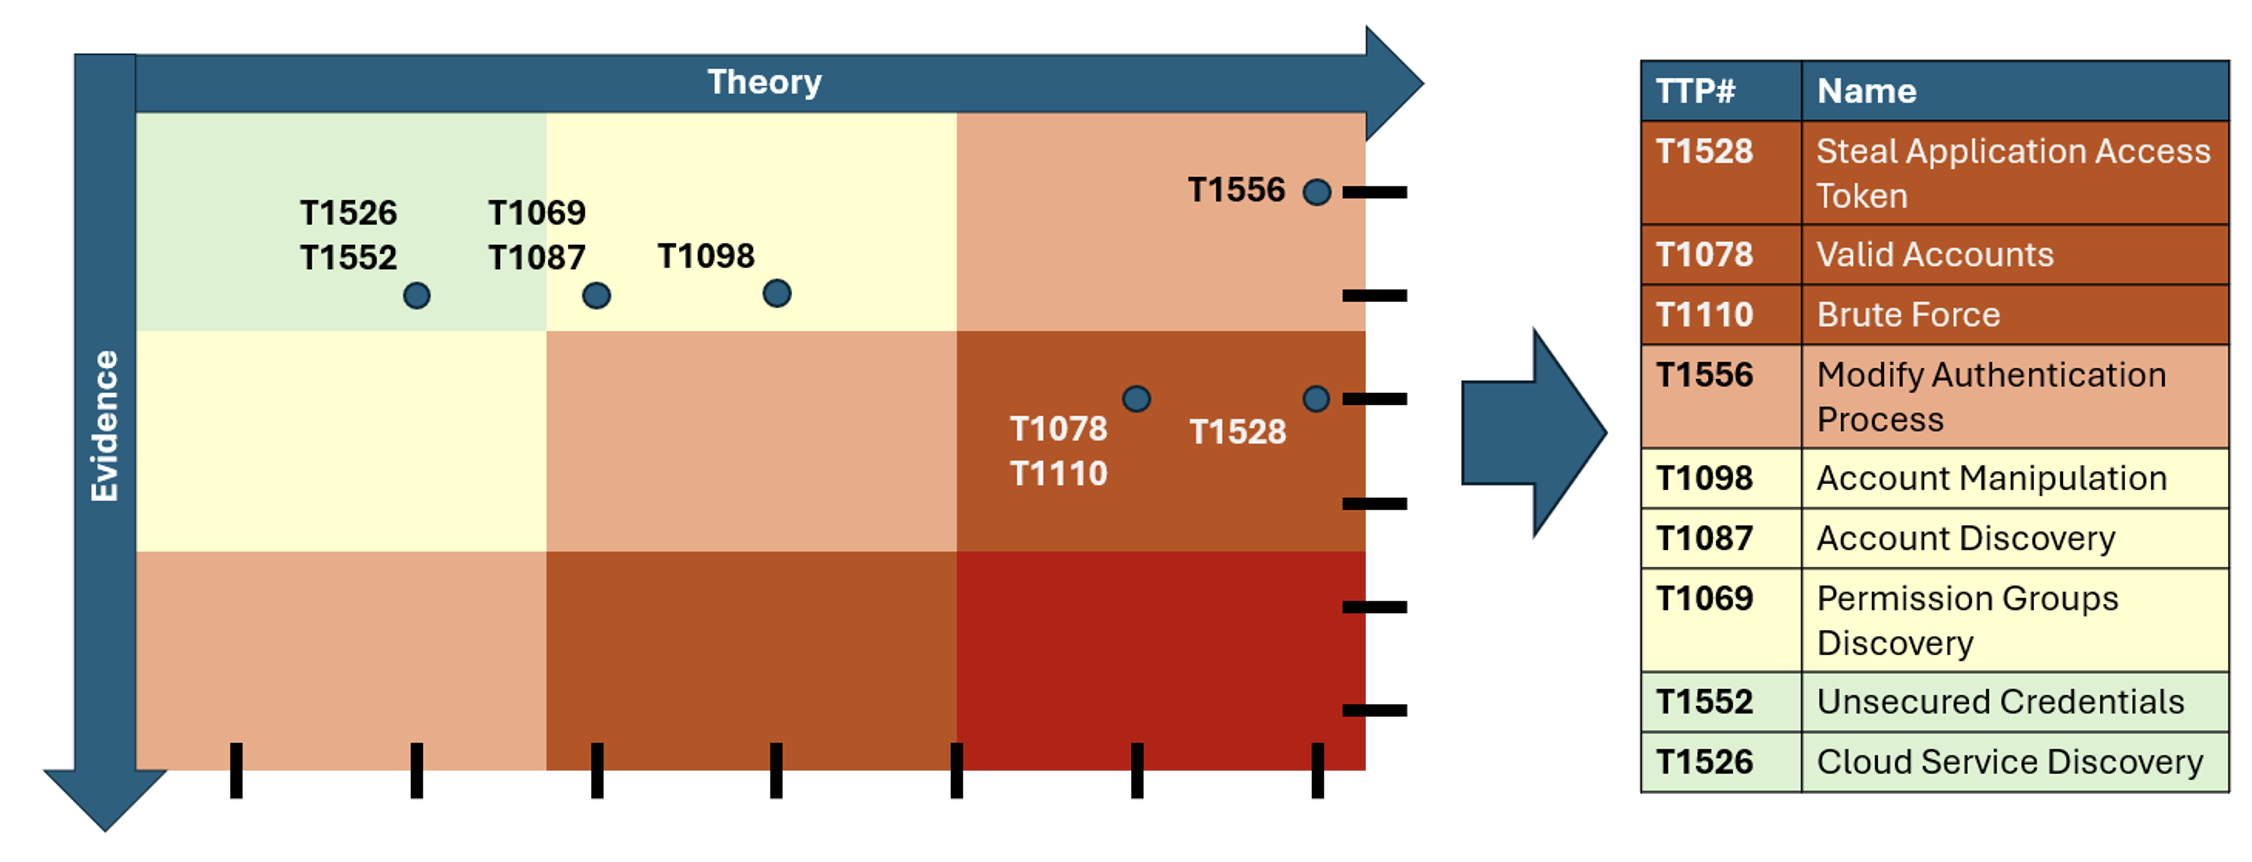 Theory
Evidence
T1526
T1552
T1069
T1087
T1098
T1556
T1078
T1110
T1528
TTP# Name
T1528 Steal Application Access
Token
T1078 Valid Accounts
T1110 Brute Force
T1556 Modify Authentication
Process
T1098 Account Manipulation
T1087 Account Discovery
T1069 Permission Groups
Discovery
T1552 Unsecured Credentials
T1526 Cloud Service Discovery